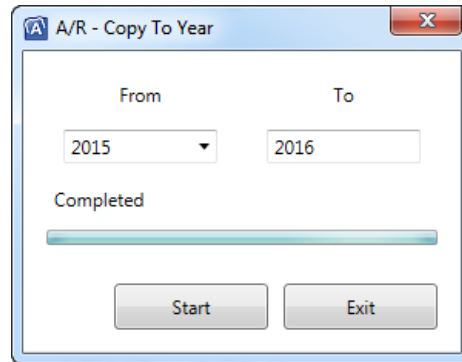 A/R - Copy To Year
From To
2015 2016
Completed
Start Exit